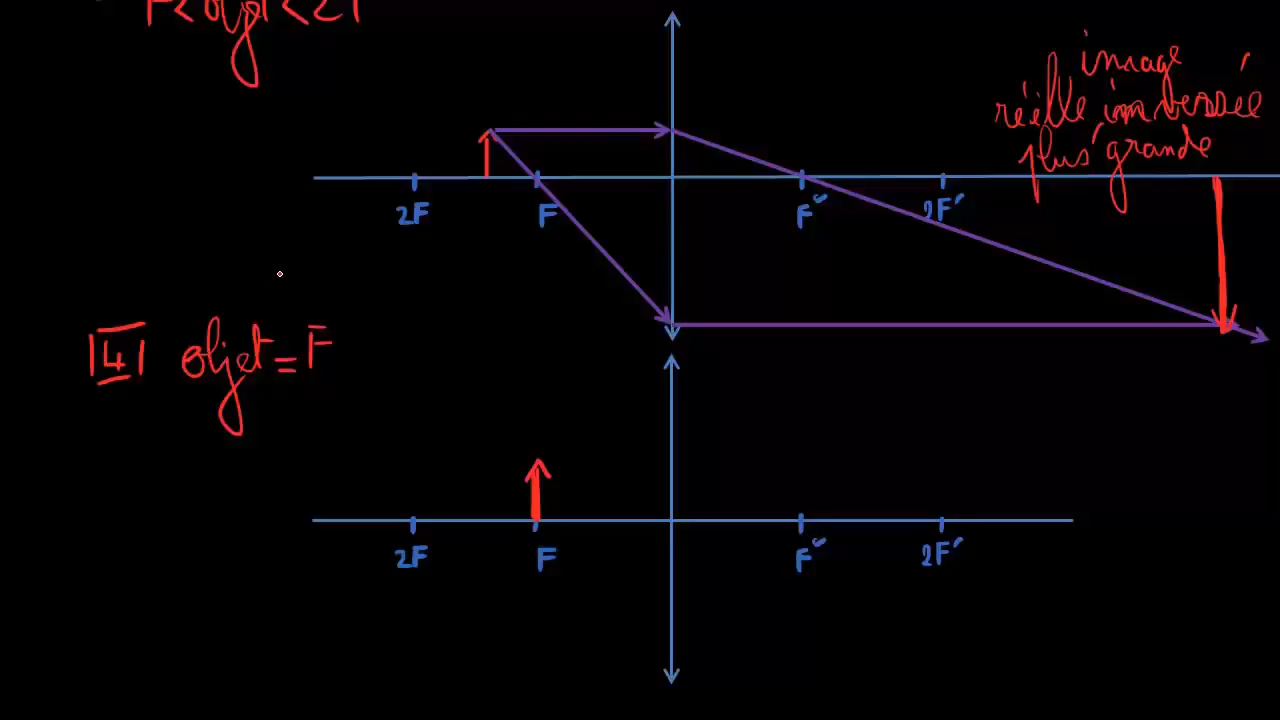 F<objet<2F
image
réelle inversée
plus grande
2F F F' 2F'
4 objet=F
2F F F' 2F'